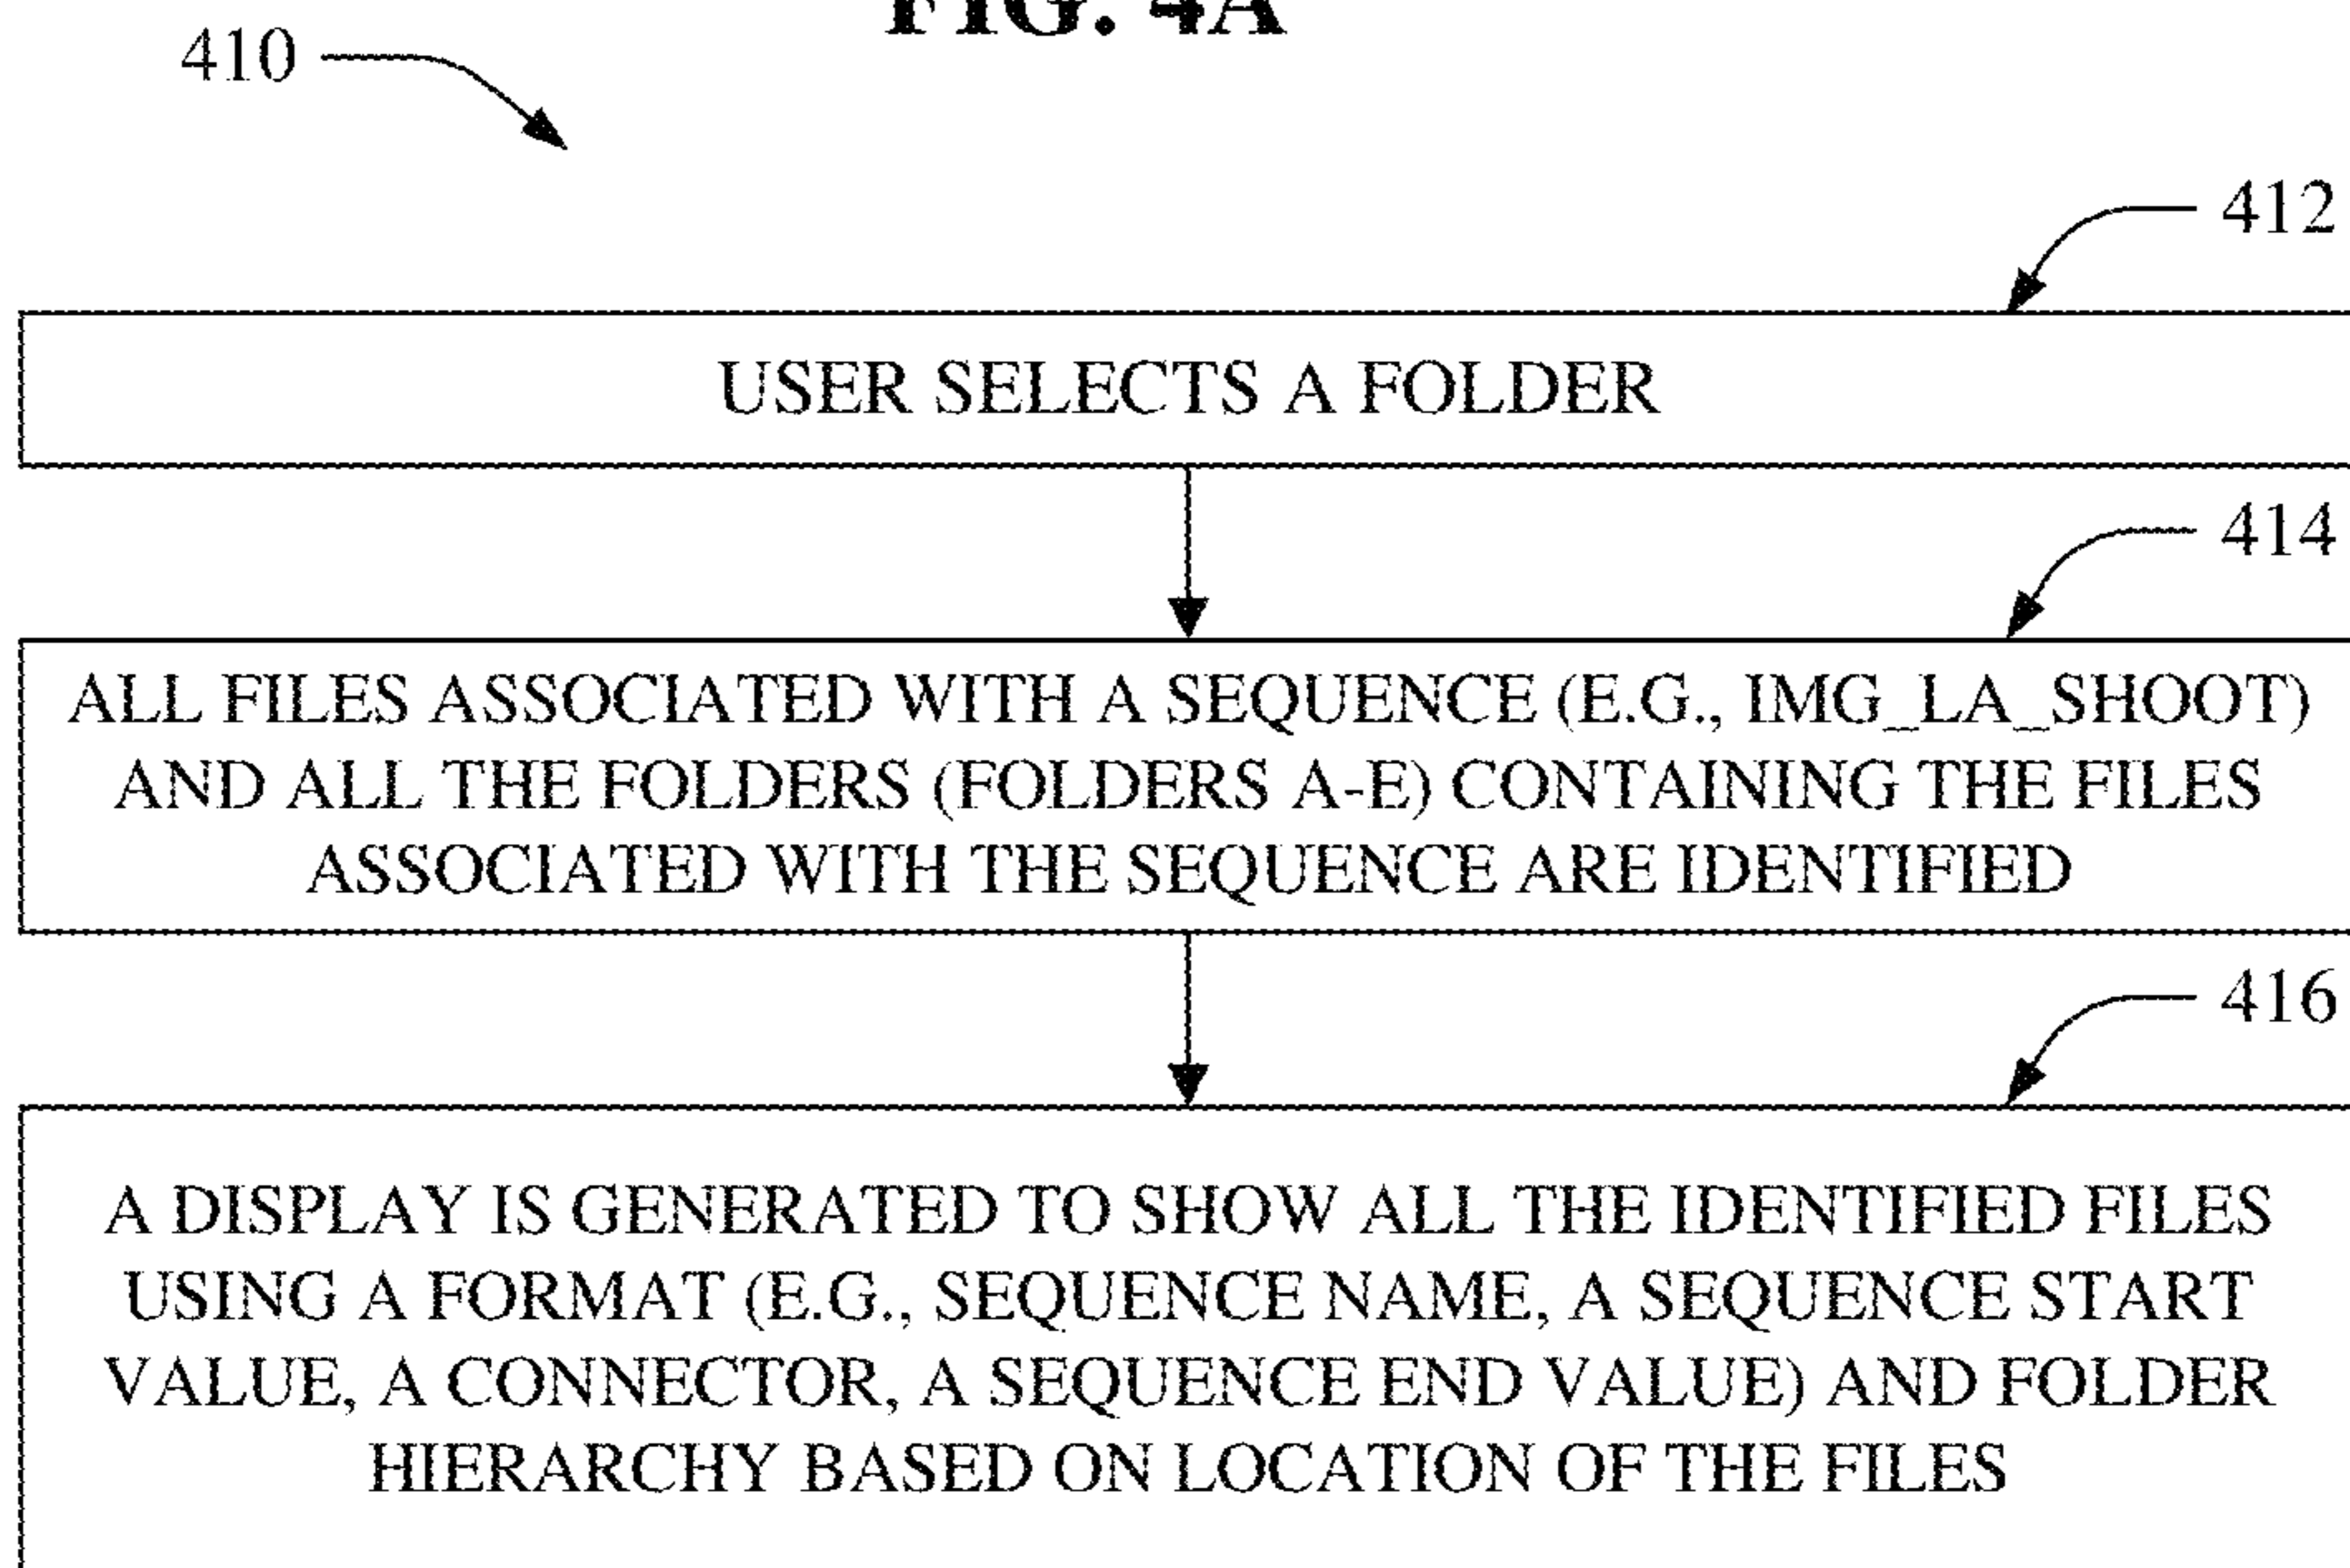 FIG. 4A
410
412
USER SELECTS A FOLDER
414
ALL FILES ASSOCIATED WITH A SEQUENCE (E.G., IMG_LA_SHOOT)
AND ALL THE FOLDERS (FOLDERS A-E) CONTAINING THE FILES
ASSOCIATED WITH THE SEQUENCE ARE IDENTIFIED
416
A DISPLAY IS GENERATED TO SHOW ALL THE IDENTIFIED FILES
USING A FORMAT (E.G., SEQUENCE NAME, A SEQUENCE START
VALUE, A CONNECTOR, A SEQUENCE END VALUE) AND FOLDER
HIERARCHY BASED ON LOCATION OF THE FILES